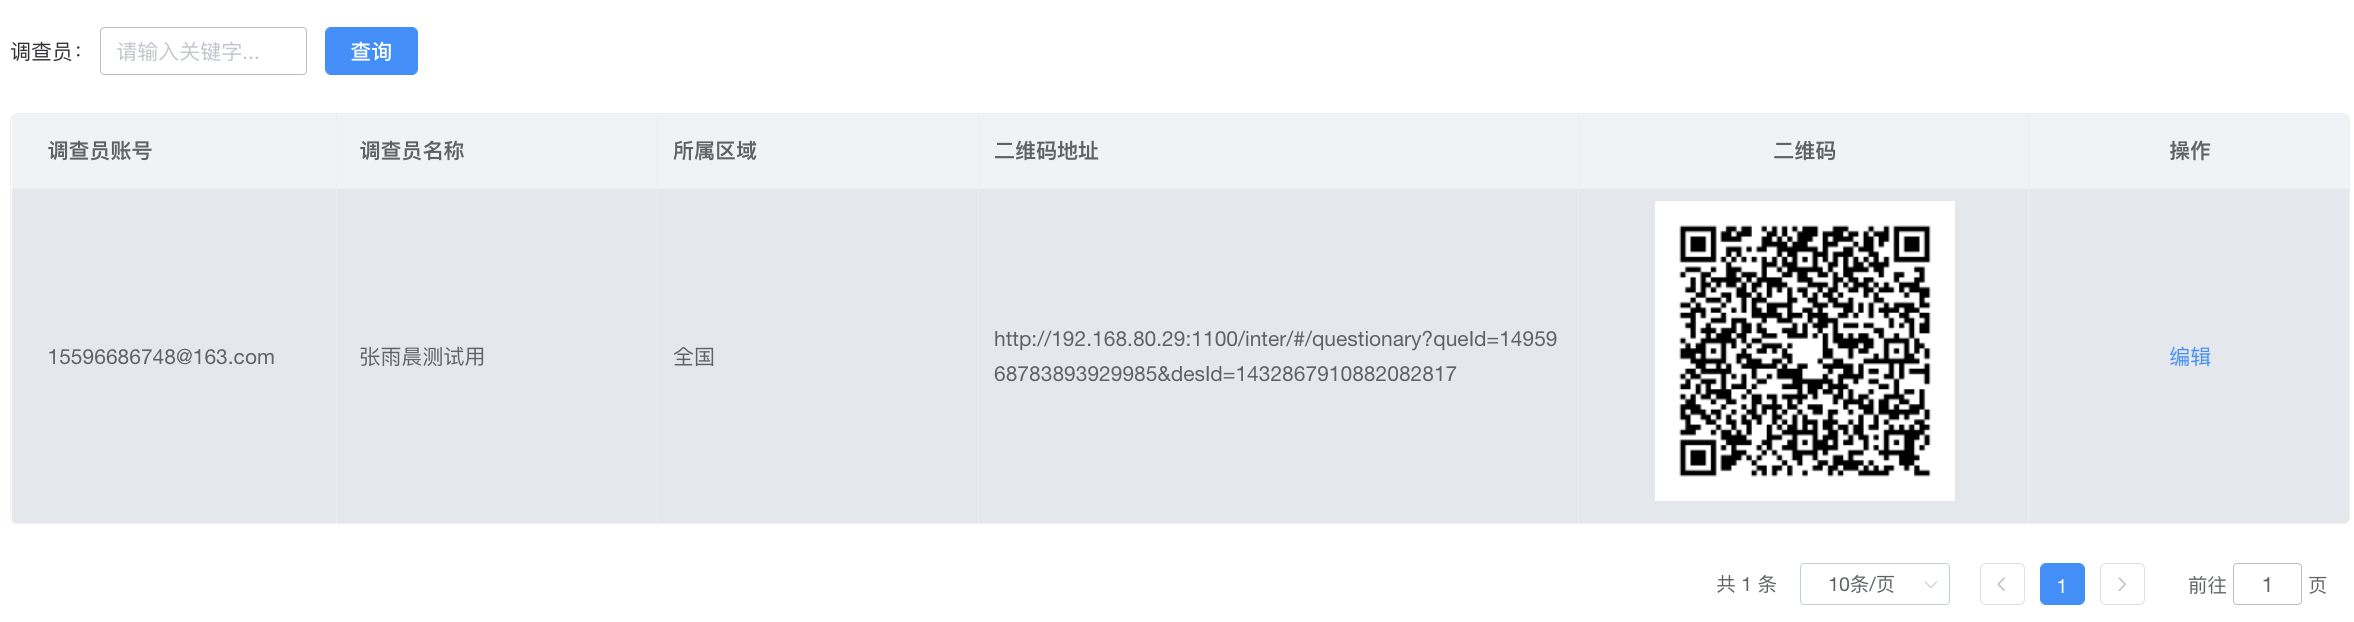 调查员： 请输入关键字... 查询
调查员账号 调查员名称 所属区域 二维码地址 二维码 操作
15596686748@163.com 张雨晨测试用 全国 http://192.168.80.29:1100/inter/#/questionary?queId=14959
68783893929985&desId=1432867910882082817 编辑
共 1 条 10条/页 1 前往 1 页